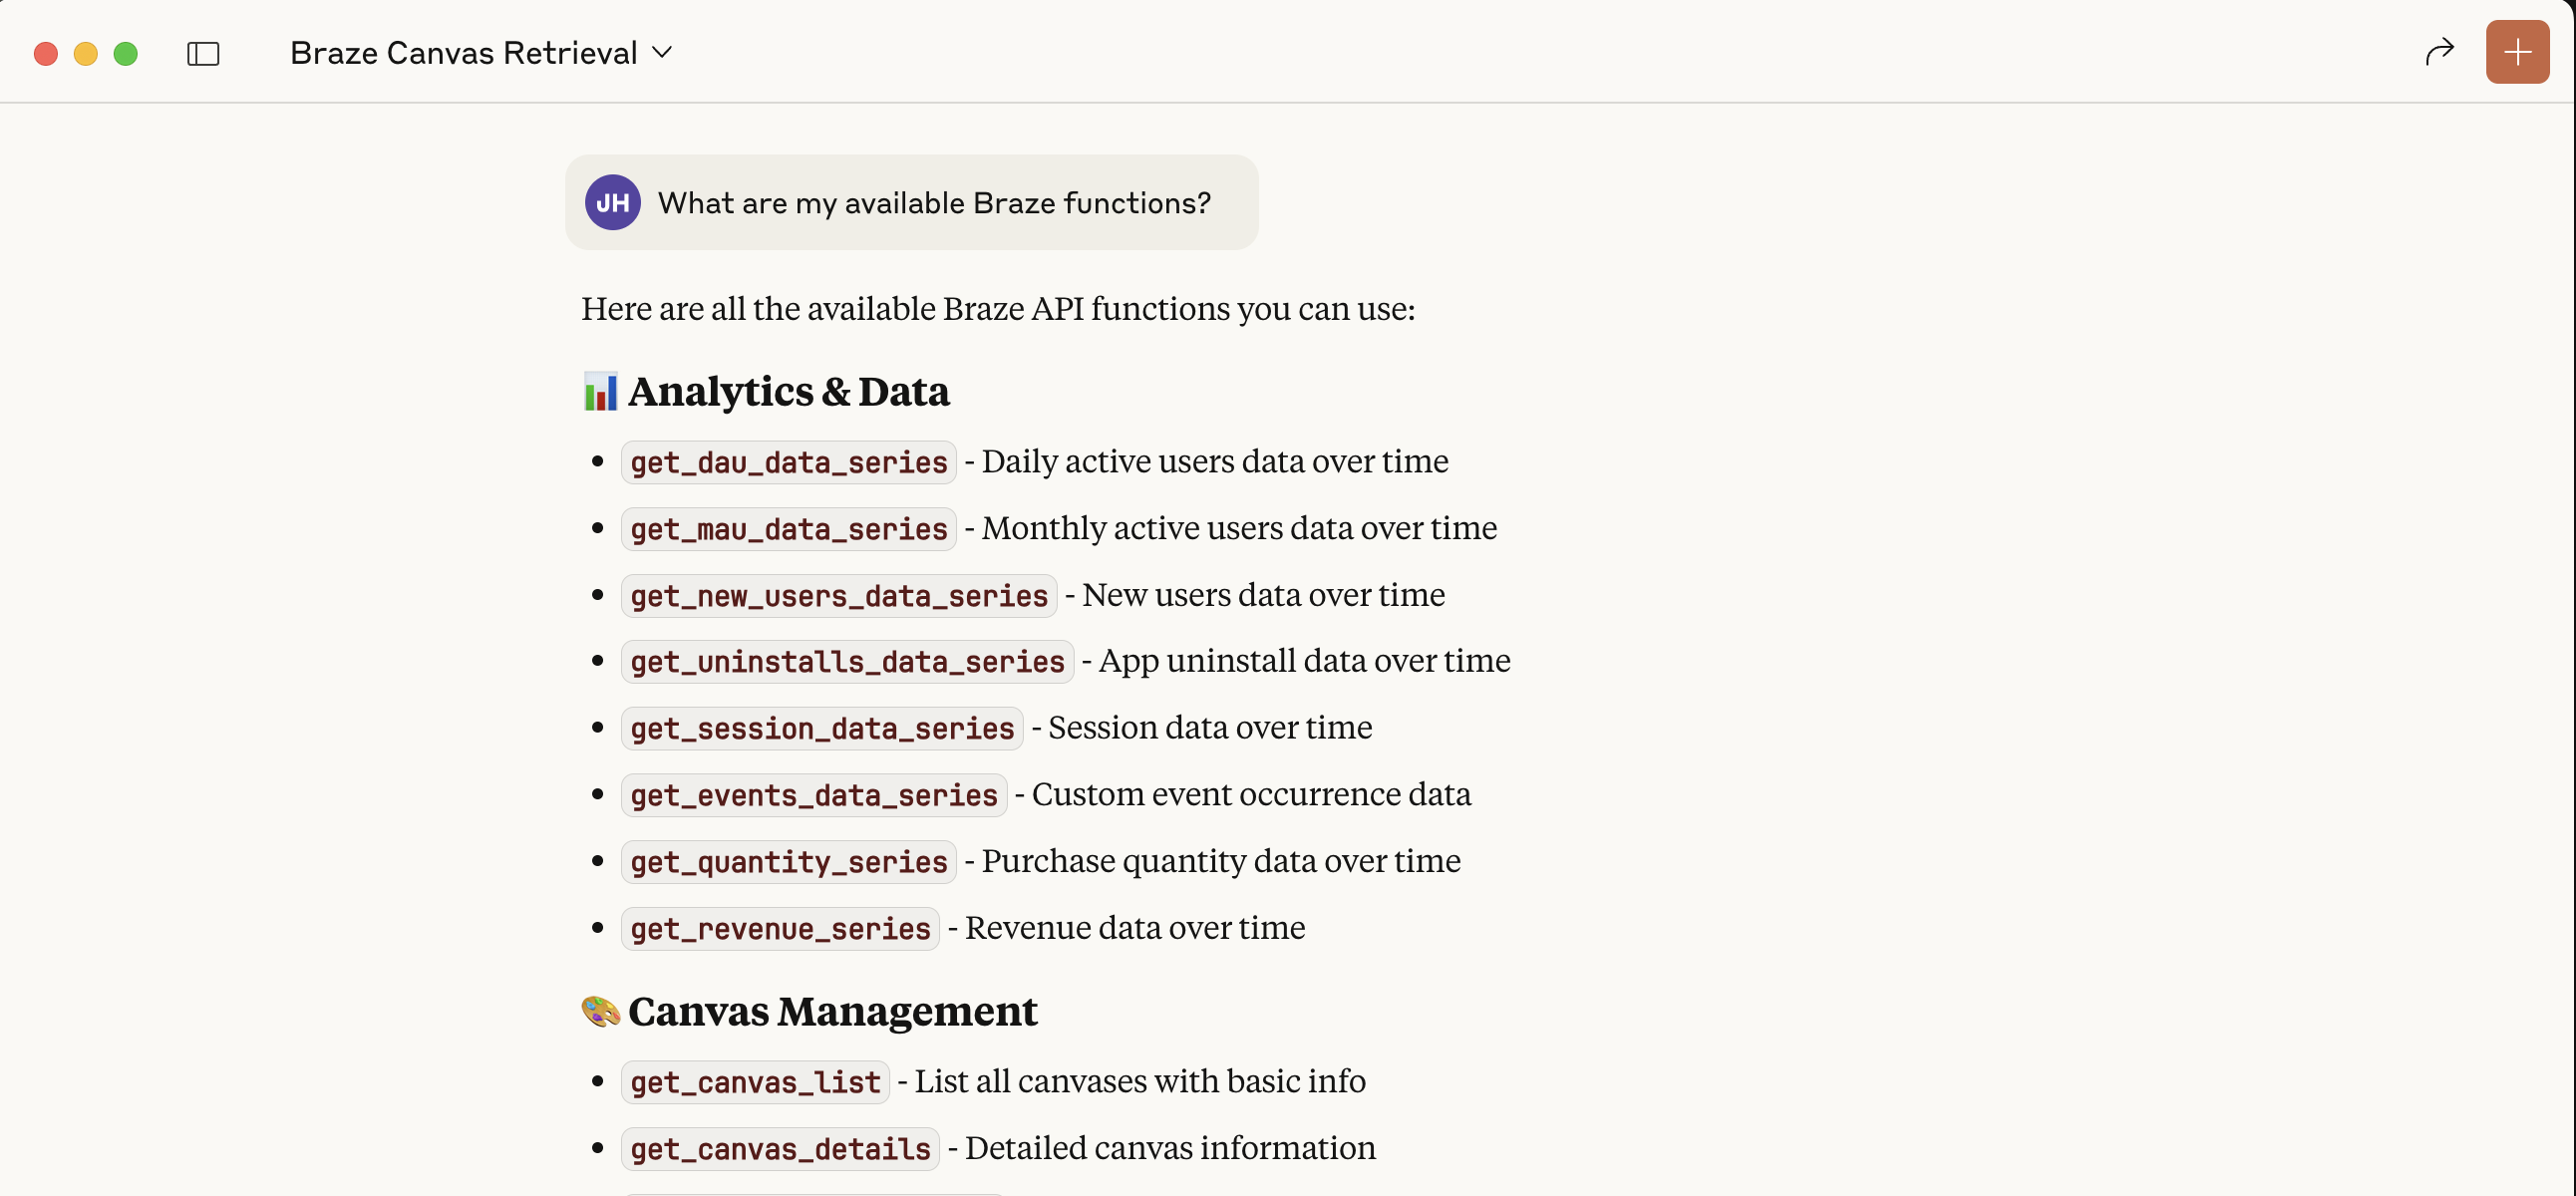 Braze Canvas Retrieval
JH What are my available Braze functions?
Here are all the available Braze API functions you can use:
📊 Analytics & Data
• get_dau_data_series - Daily active users data over time
• get_mau_data_series - Monthly active users data over time
• get_new_users_data_series - New users data over time
• get_uninstalls_data_series - App uninstall data over time
• get_session_data_series - Session data over time
• get_events_data_series - Custom event occurrence data
• get_quantity_series - Purchase quantity data over time
• get_revenue_series - Revenue data over time
🎨 Canvas Management
• get_canvas_list - List all canvases with basic info
• get_canvas_details - Detailed canvas information